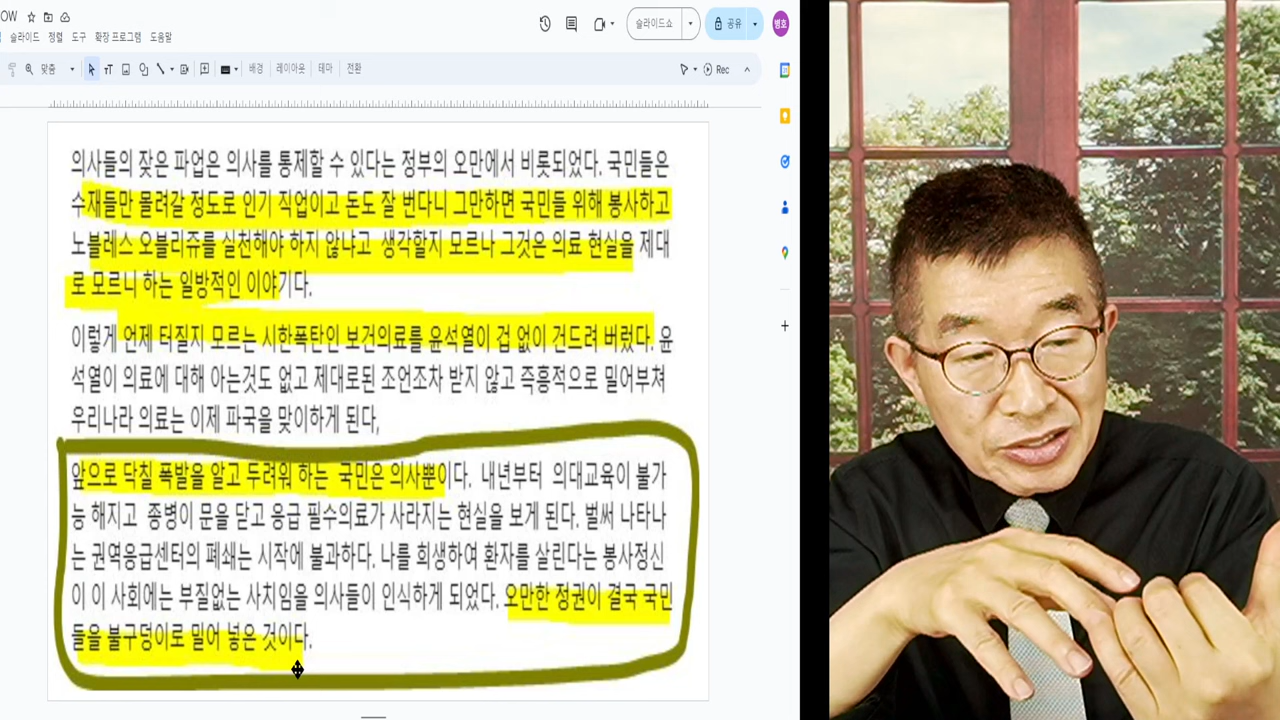 OW
슬라이드 정렬 도구 확장 프로그램 도움말
슬라이드쇼
공유
범호
맞춤
배경 레이아웃 테마 전환
Rec
의사들의 잦은 파업은 의사를 통제할 수 있다는 정부의 오만에서 비롯되었다. 국민들은
수재들만 몰려갈 정도로 인기 직업이고 돈도 잘 번다니 그만하면 국민들 위해 봉사하고
노블레스 오블리쥬를 실천해야 하지 않냐고 생각할지 모르나 그것은 의료 현실을 제대
로 모르니 하는 일방적인 이야기다.
이렇게 언제 터질지 모르는 시한폭탄인 보건의료를 윤석열이 겁 없이 건드려 버렸다. 윤
석열이 의료에 대해 아는것도 없고 제대로된 조언조차 받지 않고 즉흥적으로 밀어부쳐
우리나라 의료는 이제 파국을 맞이하게 된다,
앞으로 닥칠 폭발을 알고 두려워 하는 국민은 의사뿐이다. 내년부터 의대교육이 불가
능 해지고 종병이 문을 닫고 응급 필수의료가 사라지는 현실을 보게 된다. 벌써 나타나
는 권역응급센터의 폐쇄는 시작에 불과하다. 나를 희생하여 환자를 살린다는 봉사정신
이 이 사회에는 부질없는 사치임을 의사들이 인식하게 되었다. 오만한 정권이 결국 국민
들을 불구덩이로 밀어 넣은 것이다.